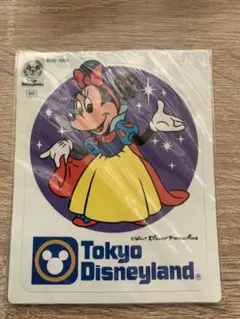 © WALT DISNEY PRODUCTIONS
Tokyo
Disneyland®